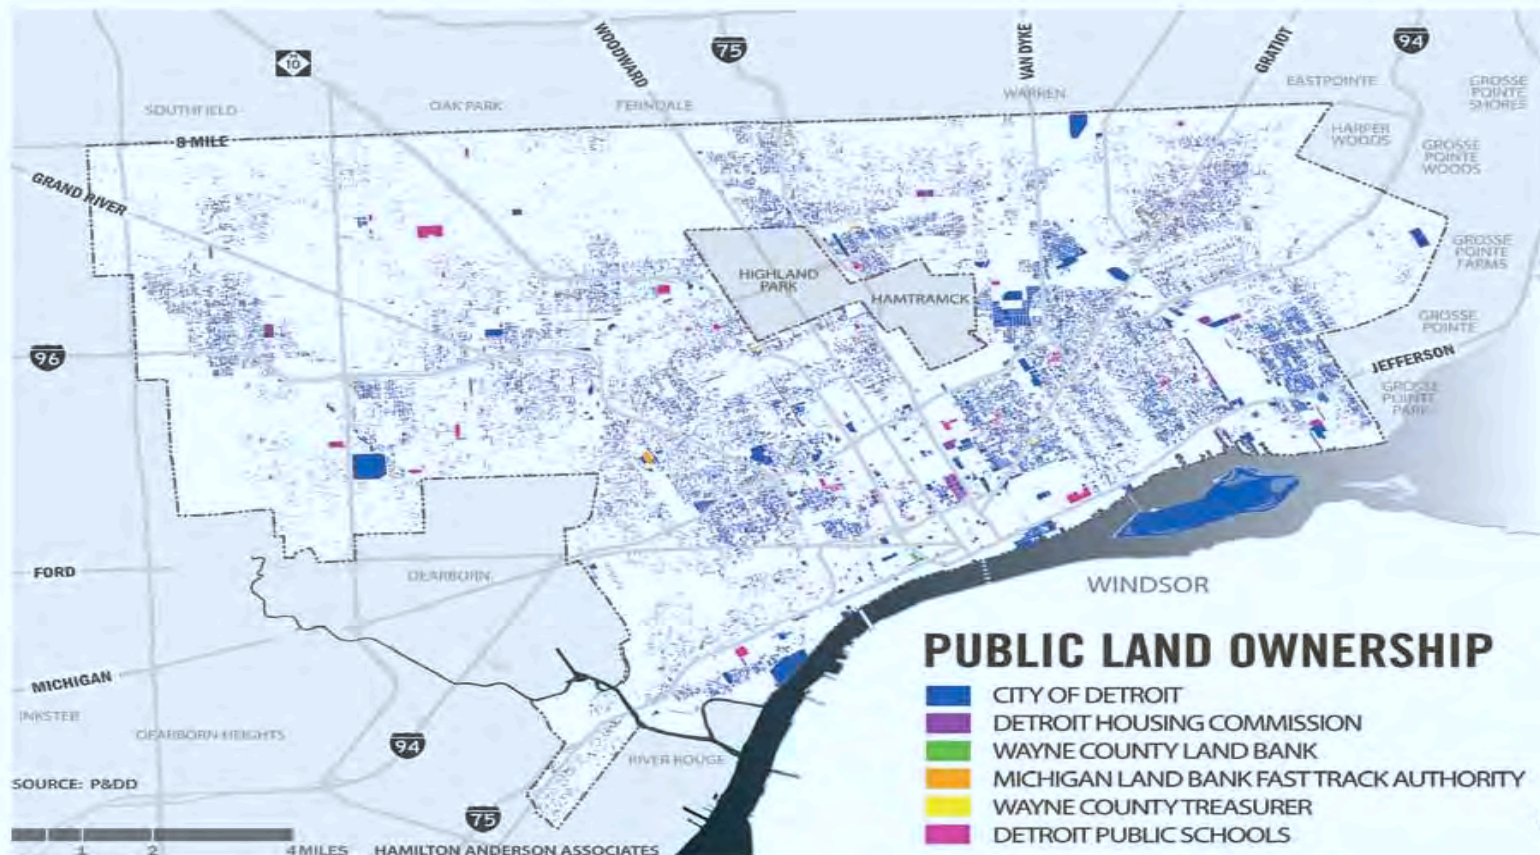 M
10
WOODWARD
75
VAN DYKE
GRATIOT
94
EASTPOINTE
GROSSE
POINTE
SHORES
SOUTHFIELD
OAK PARK
FERNDALE
WARREN
8 MILE
HARPER
WOODS
GROSSE
POINTE
WOODS
GRAND RIVER
GROSSE
POINTE
FARMS
HIGHLAND
PARK
HAMTRAMCK
GROSSE
POINTE
96
JEFFERSON
GROSSE
POINTE
PARK
FORD
DEARBORN
WINDSOR
MICHIGAN
INKSTER
DEARBORN HEIGHTS
94
RIVER ROUGE
SOURCE: P&DD
75
1 2 4 MILES
HAMILTON ANDERSON ASSOCIATES
PUBLIC LAND OWNERSHIP
CITY OF DETROIT
DETROIT HOUSING COMMISSION
WAYNE COUNTY LAND BANK
MICHIGAN LAND BANK FAST TRACK AUTHORITY
WAYNE COUNTY TREASURER
DETROIT PUBLIC SCHOOLS